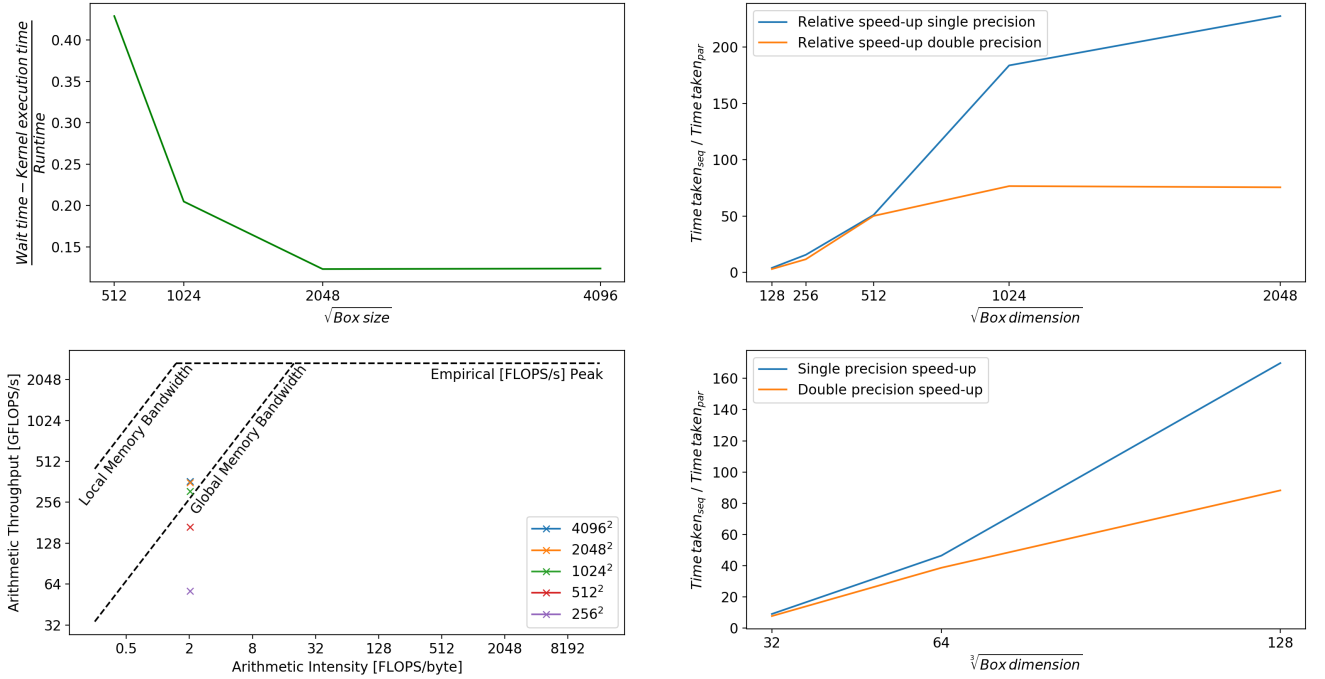 0.40
0.35
0.30
0.25
0.20
0.15
Wait time − Kernel execution time
Runtime
512 1024 2048 4096
√Box size
Relative speed-up single precision
Relative speed-up double precision
200
150
100
50
0
Time taken_seq / Time taken_par
128 256 512 1024 2048
√Box dimension
2048
1024
512
256
128
64
32
Arithmetic Throughput [GFLOPS/s]
Empirical [FLOPS/s] Peak
Local Memory Bandwidth
Global Memory Bandwidth
4096²
2048²
1024²
512²
256²
0.5 2 8 32 128 512 2048 8192
Arithmetic Intensity [FLOPS/byte]
Single precision speed-up
Double precision speed-up
160
140
120
100
80
60
40
20
0
Time taken_seq / Time taken_par
32 64 128
∛Box dimension